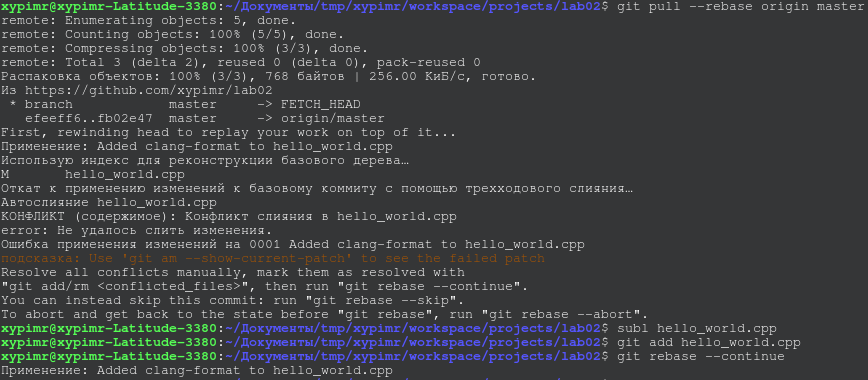 xypimr@xypimr-Latitude-3380:~/Документы/tmp/xypimr/workspace/projects/lab02$ git pull --rebase origin master
remote: Enumerating objects: 5, done.
remote: Counting objects: 100% (5/5), done.
remote: Compressing objects: 100% (3/3), done.
remote: Total 3 (delta 2), reused 0 (delta 0), pack-reused 0
Распаковка объектов: 100% (3/3), 768 байтов | 256.00 КиБ/с, готово.
Из https://github.com/xypimr/lab02
 * branch            master     -> FETCH_HEAD
   efeeff6..fb02e47  master     -> origin/master
First, rewinding head to replay your work on top of it...
Применение: Added clang-format to hello_world.cpp
Использую индекс для реконструкции базового дерева…
M       hello_world.cpp
Откат к применению изменений к базовому коммиту с помощью трехходового слияния…
Автослияние hello_world.cpp
КОНФЛИКТ (содержимое): Конфликт слияния в hello_world.cpp
error: Не удалось слить изменения.
Ошибка применения изменений на 0001 Added clang-format to hello_world.cpp
подсказка: Use 'git am --show-current-patch' to see the failed patch
Resolve all conflicts manually, mark them as resolved with
"git add/rm <conflicted_files>", then run "git rebase --continue".
You can instead skip this commit: run "git rebase --skip".
To abort and get back to the state before "git rebase", run "git rebase --abort".
xypimr@xypimr-Latitude-3380:~/Документы/tmp/xypimr/workspace/projects/lab02$ subl hello_world.cpp
xypimr@xypimr-Latitude-3380:~/Документы/tmp/xypimr/workspace/projects/lab02$ git add hello_world.cpp
xypimr@xypimr-Latitude-3380:~/Документы/tmp/xypimr/workspace/projects/lab02$ git rebase --continue
Применение: Added clang-format to hello_world.cpp